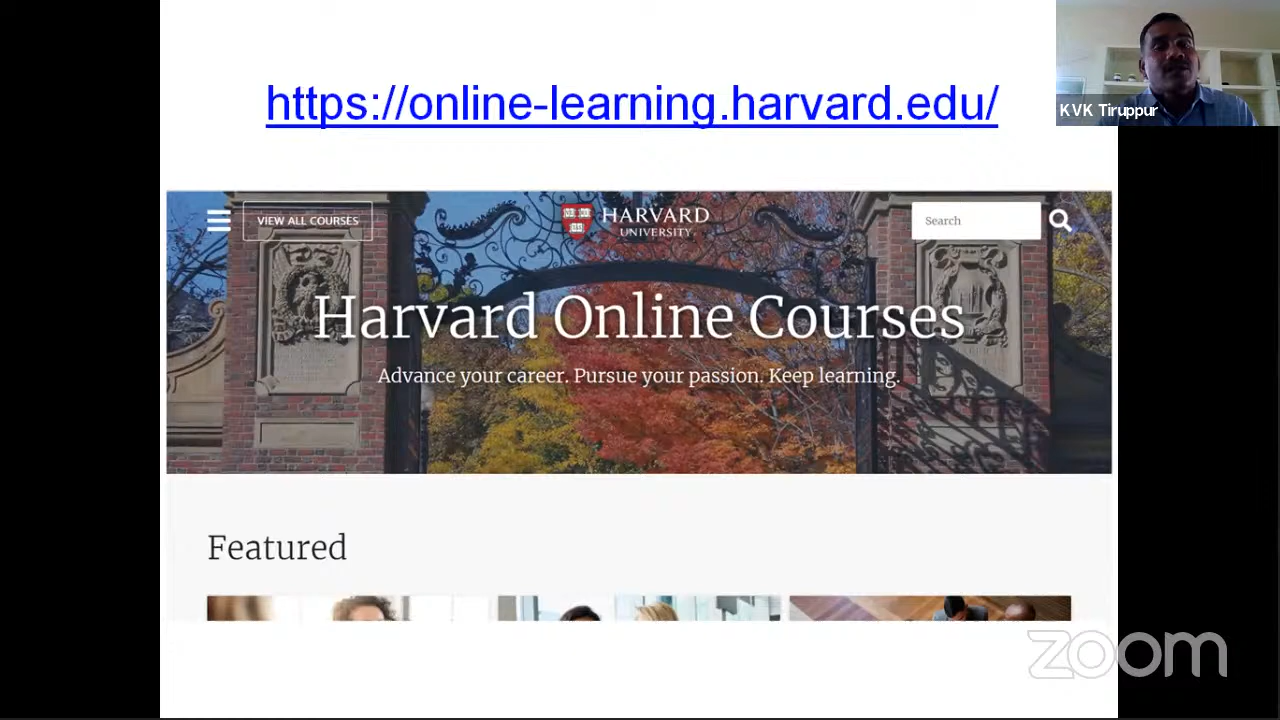 https://online-learning.harvard.edu/
KVK Tiruppur
VIEW ALL COURSES
HARVARD
UNIVERSITY
Search
Harvard Online Courses
Advance your career. Pursue your passion. Keep learning.
Featured
zoom